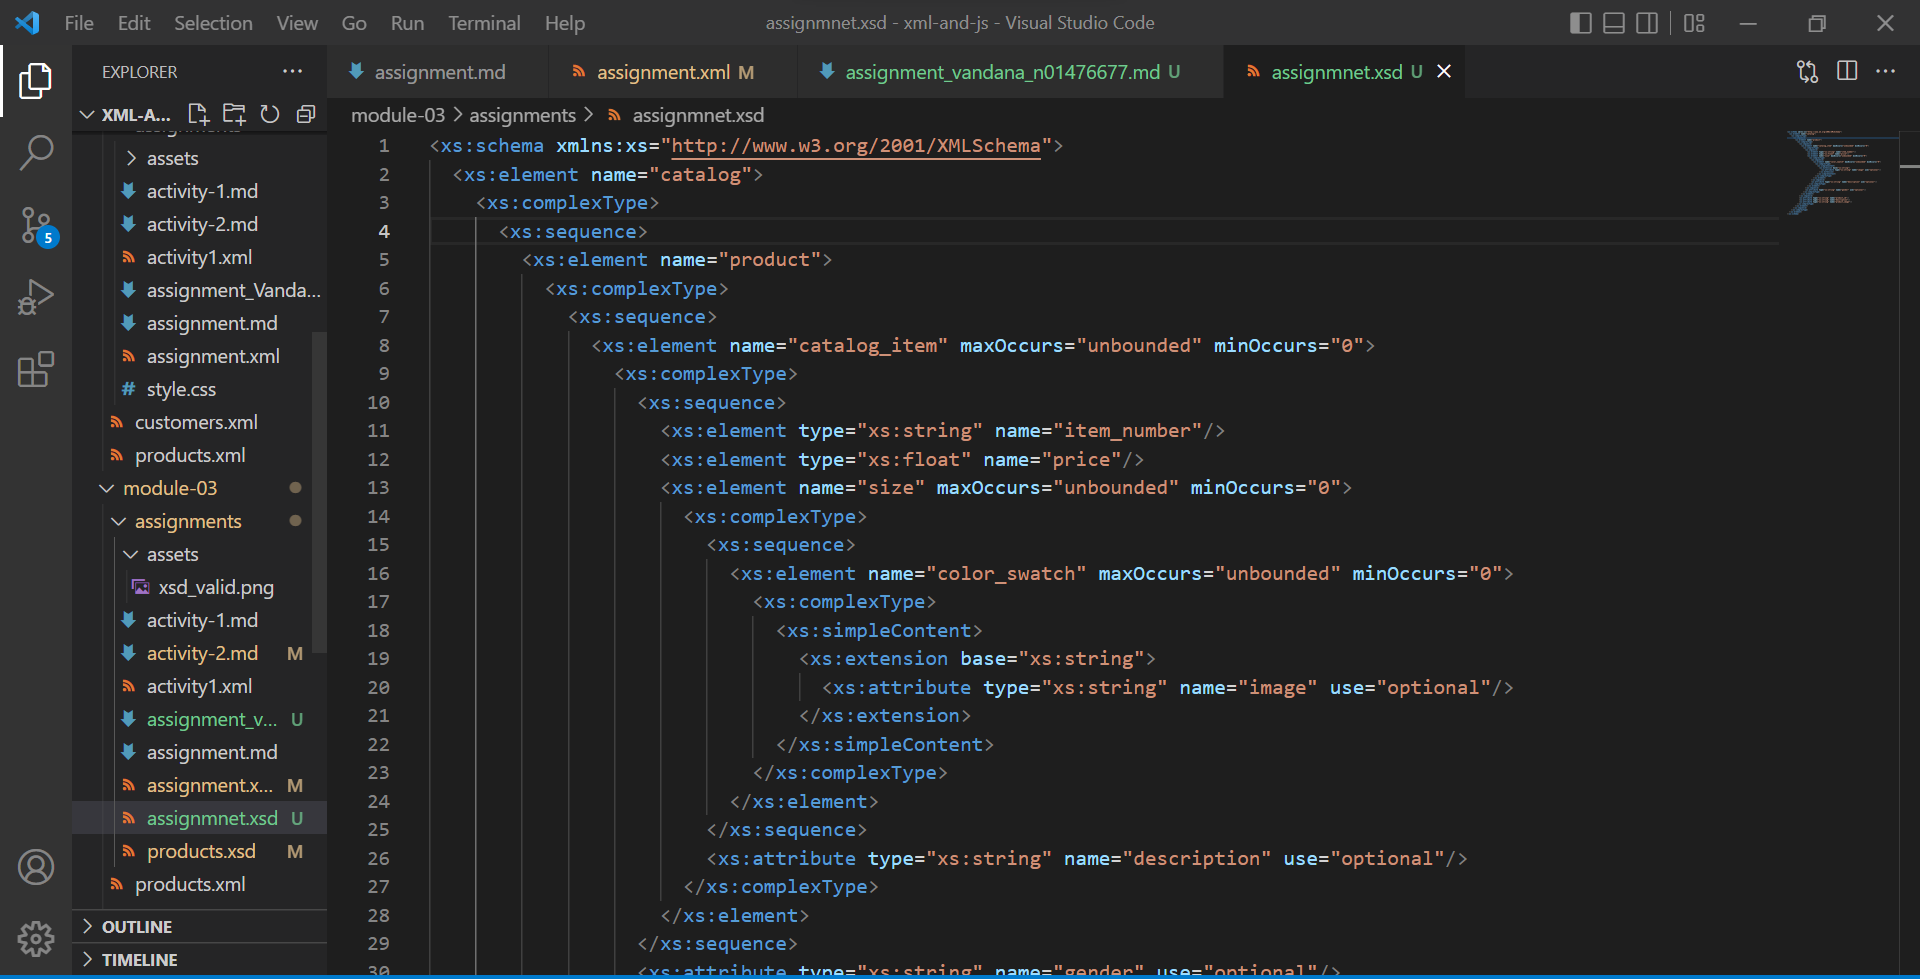 File Edit Selection View Go Run Terminal Help
assignmnet.xsd - xml-and-js - Visual Studio Code
EXPLORER
assignment.md
assignment.xml M
assignment_vandana_n01476677.md U
assignmnet.xsd U
XML-A...
module-03 > assignments > assignmnet.xsd
assignments
assets
activity-1.md
activity-2.md
activity1.xml
assignment_Vanda...
assignment.md
assignment.xml
# style.css
customers.xml
products.xml
module-03
assignments
assets
xsd_valid.png
activity-1.md
activity-2.md M
activity1.xml
assignment_v... U
assignment.md
assignment.x... M
assignmnet.xsd U
products.xsd M
products.xml
OUTLINE
TIMELINE
5
1 <xs:schema xmlns:xs="http://www.w3.org/2001/XMLSchema">
2 <xs:element name="catalog">
3 <xs:complexType>
4 <xs:sequence>
5 <xs:element name="product">
6 <xs:complexType>
7 <xs:sequence>
8 <xs:element name="catalog_item" maxOccurs="unbounded" minOccurs="0">
9 <xs:complexType>
10 <xs:sequence>
11 <xs:element type="xs:string" name="item_number"/>
12 <xs:element type="xs:float" name="price"/>
13 <xs:element name="size" maxOccurs="unbounded" minOccurs="0">
14 <xs:complexType>
15 <xs:sequence>
16 <xs:element name="color_swatch" maxOccurs="unbounded" minOccurs="0">
17 <xs:complexType>
18 <xs:simpleContent>
19 <xs:extension base="xs:string">
20 <xs:attribute type="xs:string" name="image" use="optional"/>
21 </xs:extension>
22 </xs:simpleContent>
23 </xs:complexType>
24 </xs:element>
25 </xs:sequence>
26 <xs:attribute type="xs:string" name="description" use="optional"/>
27 </xs:complexType>
28 </xs:element>
29 </xs:sequence>
30 <xs:attribute type="xs:string" name="gender" use="optional"/>